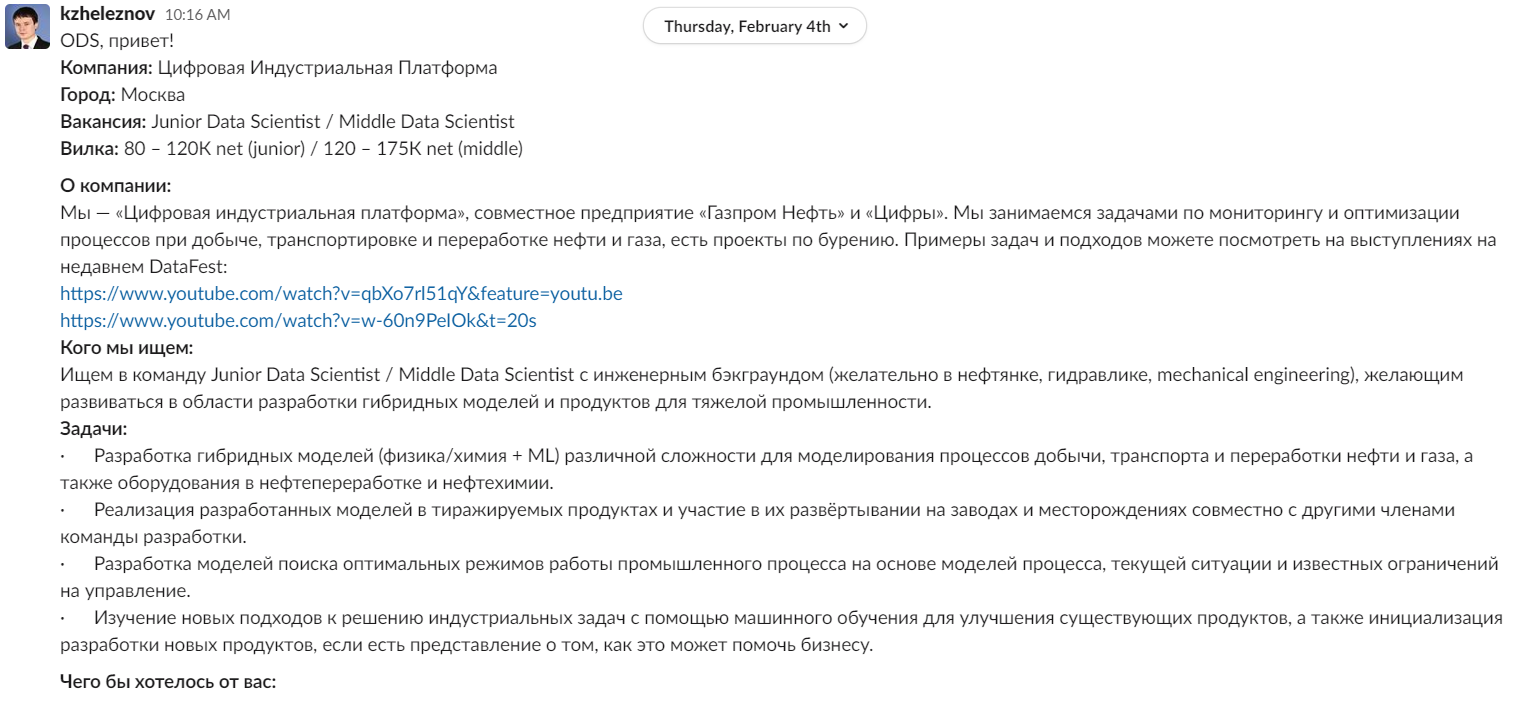 kzheleznov 10:16 AM
Thursday, February 4th
ODS, привет!
Компания: Цифровая Индустриальная Платформа
Город: Москва
Вакансия: Junior Data Scientist / Middle Data Scientist
Вилка: 80 – 120K net (junior) / 120 – 175K net (middle)
О компании:
Мы — «Цифровая индустриальная платформа», совместное предприятие «Газпром Нефть» и «Цифры». Мы занимаемся задачами по мониторингу и оптимизации
процессов при добыче, транспортировке и переработке нефти и газа, есть проекты по бурению. Примеры задач и подходов можете посмотреть на выступлениях на
недавнем DataFest:
https://www.youtube.com/watch?v=qbXo7rI51qY&feature=youtu.be
https://www.youtube.com/watch?v=w-60n9PeIOk&t=20s
Кого мы ищем:
Ищем в команду Junior Data Scientist / Middle Data Scientist с инженерным бэкграундом (желательно в нефтянке, гидравлике, mechanical engineering), желающим
развиваться в области разработки гибридных моделей и продуктов для тяжелой промышленности.
Задачи:
· Разработка гибридных моделей (физика/химия + ML) различной сложности для моделирования процессов добычи, транспорта и переработки нефти и газа, а
также оборудования в нефтепереработке и нефтехимии.
· Реализация разработанных моделей в тиражируемых продуктах и участие в их развёртывании на заводах и месторождениях совместно с другими членами
команды разработки.
· Разработка моделей поиска оптимальных режимов работы промышленного процесса на основе моделей процесса, текущей ситуации и известных ограничений
на управление.
· Изучение новых подходов к решению индустриальных задач с помощью машинного обучения для улучшения существующих продуктов, а также инициализация
разработки новых продуктов, если есть представление о том, как это может помочь бизнесу.
Чего бы хотелось от вас: